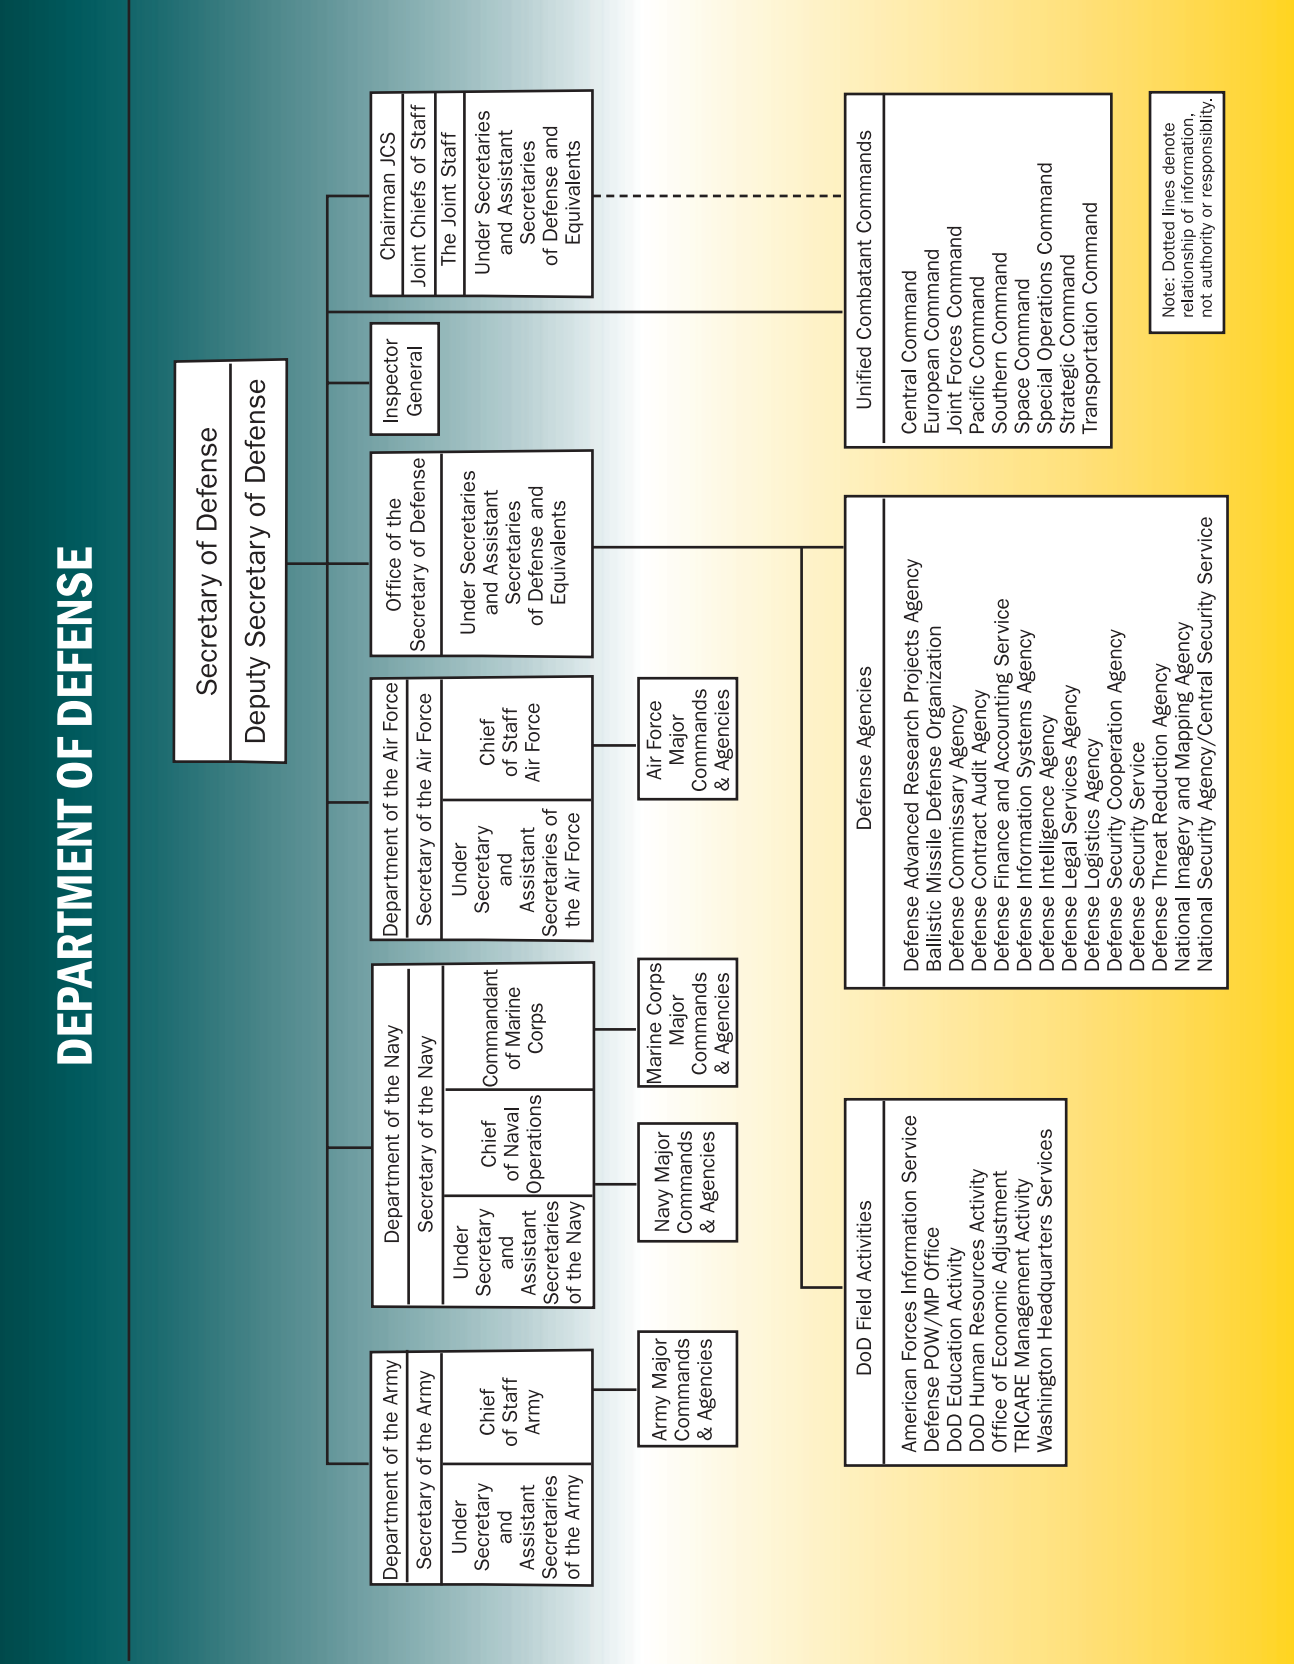 DEPARTMENT OF DEFENSE
Secretary of Defense
Deputy Secretary of Defense
Department of the Army
Secretary of the Army
Under
Secretary
and
Assistant
Secretaries
of the Army
Chief
of Staff
Army
Army Major
Commands
& Agencies
Department of the Navy
Secretary of the Navy
Under
Secretary
and
Assistant
Secretaries
of the Navy
Chief
of Naval
Operations
Commandant
of Marine
Corps
Navy Major
Commands
& Agencies
Marine Corps
Major
Commands
& Agencies
Department of the Air Force
Secretary of the Air Force
Under
Secretary
and
Assistant
Secretaries of
the Air Force
Chief
of Staff
Air Force
Air Force
Major
Commands
& Agencies
Office of the
Secretary of Defense
Under Secretaries
and Assistant
Secretaries
of Defense and
Equivalents
Inspector
General
Chairman JCS
Joint Chiefs of Staff
The Joint Staff
Under Secretaries
and Assistant
Secretaries
of Defense and
Equivalents
DoD Field Activities
American Forces Information Service
Defense POW/MP Office
DoD Education Activity
DoD Human Resources Activity
Office of Economic Adjustment
TRICARE Management Activity
Washington Headquarters Services
Defense Agencies
Defense Advanced Research Projects Agency
Ballistic Missile Defense Organization
Defense Commissary Agency
Defense Contract Audit Agency
Defense Finance and Accounting Service
Defense Information Systems Agency
Defense Intelligence Agency
Defense Legal Services Agency
Defense Logistics Agency
Defense Security Cooperation Agency
Defense Security Service
Defense Threat Reduction Agency
National Imagery and Mapping Agency
National Security Agency/Central Security Service
Unified Combatant Commands
Central Command
European Command
Joint Forces Command
Pacific Command
Southern Command
Space Command
Special Operations Command
Strategic Command
Transportation Command
Note: Dotted lines denote
relationship of information,
not authority or responsiblity.